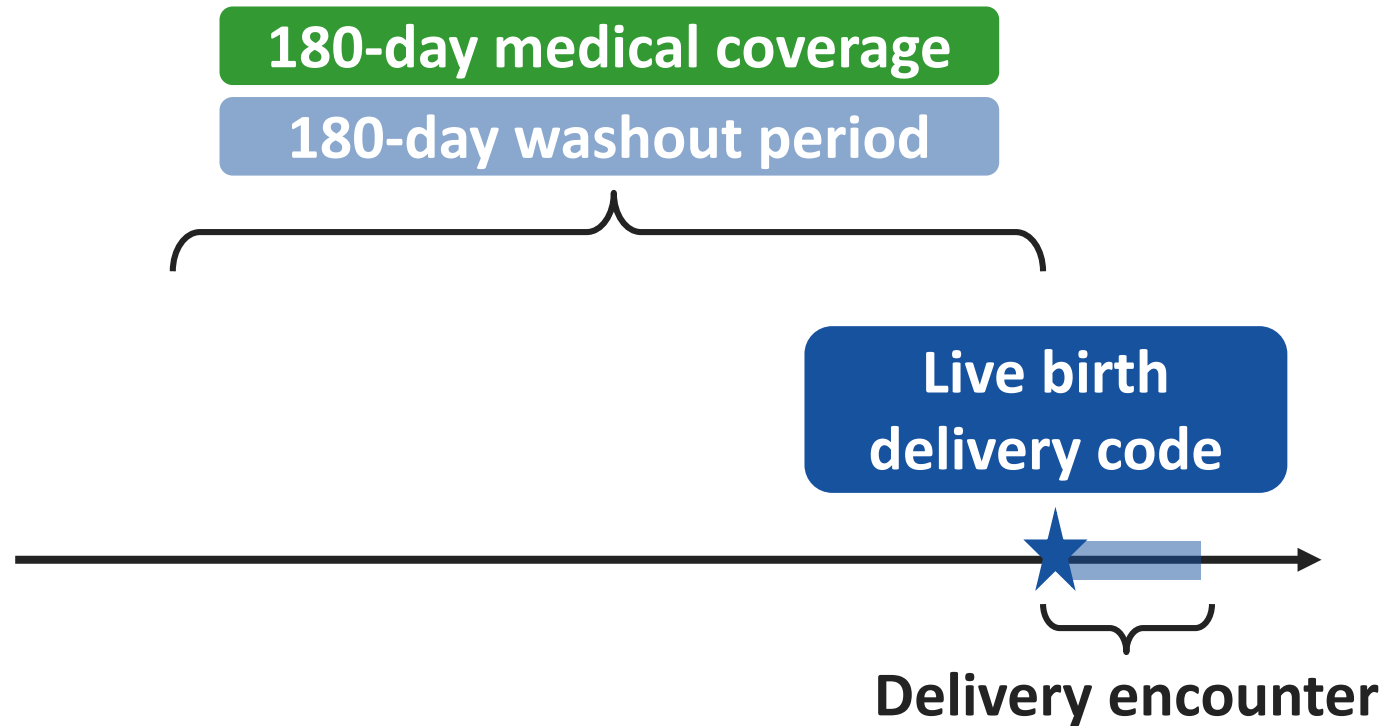 180-day medical coverage
180-day washout period
Live birth
delivery code
Delivery encounter